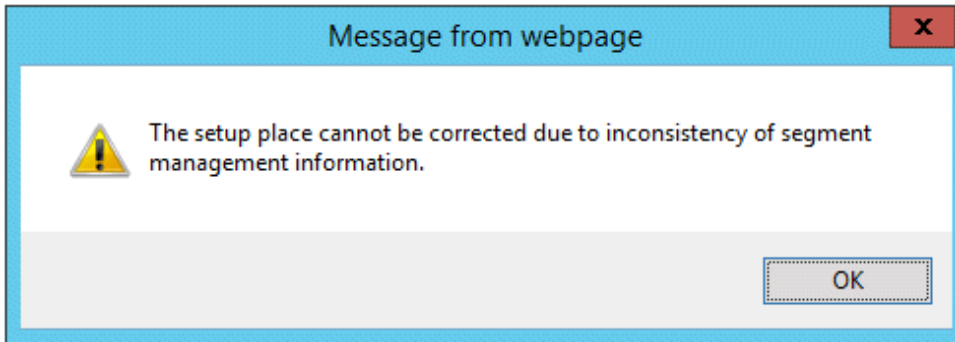 Message from webpage
x
The setup place cannot be corrected due to inconsistency of segment
management information.
OK